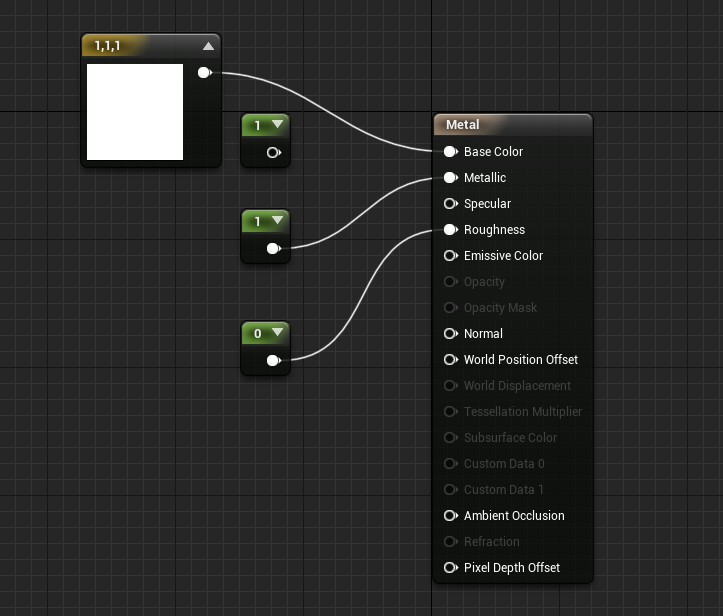 1,1,1
1
1
0
Metal
Base Color
Metallic
Specular
Roughness
Emissive Color
Opacity
Opacity Mask
Normal
World Position Offset
World Displacement
Tessellation Multiplier
Subsurface Color
Custom Data 0
Custom Data 1
Ambient Occlusion
Refraction
Pixel Depth Offset